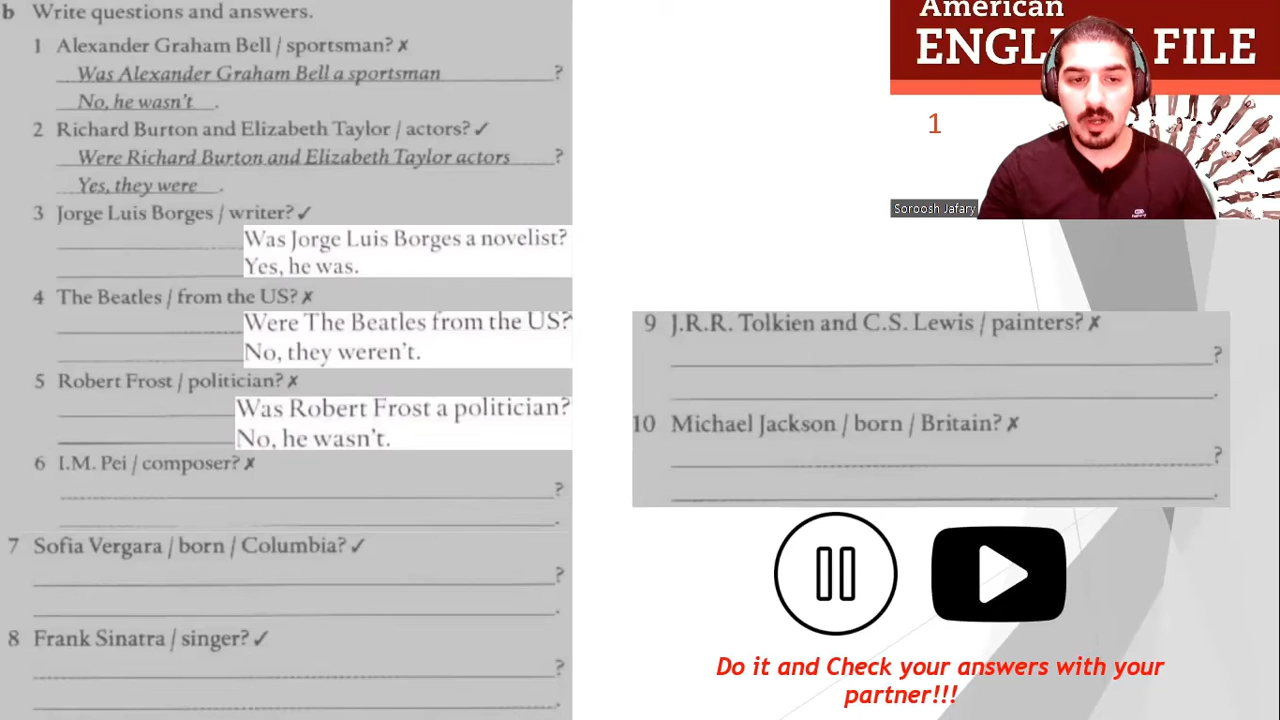 b Write questions and answers.
1 Alexander Graham Bell / sportsman? ✗
Was Alexander Graham Bell a sportsman ?
No, he wasn't .
2 Richard Burton and Elizabeth Taylor / actors? ✓
Were Richard Burton and Elizabeth Taylor actors ?
Yes, they were .
3 Jorge Luis Borges / writer? ✓
Was Jorge Luis Borges a novelist?
Yes, he was.
4 The Beatles / from the US? ✗
Were The Beatles from the US?
No, they weren't.
5 Robert Frost / politician? ✗
Was Robert Frost a politician?
No, he wasn't.
6 I.M. Pei / composer? ✗
?
.
7 Sofia Vergara / born / Columbia? ✓
?
.
8 Frank Sinatra / singer? ✓
?
.
American
ENGLISH FILE
1
Soroosh Jafary
9 J.R.R. Tolkien and C.S. Lewis / painters? ✗
?
.
10 Michael Jackson / born / Britain? ✗
?
.
Do it and Check your answers with your
partner!!!